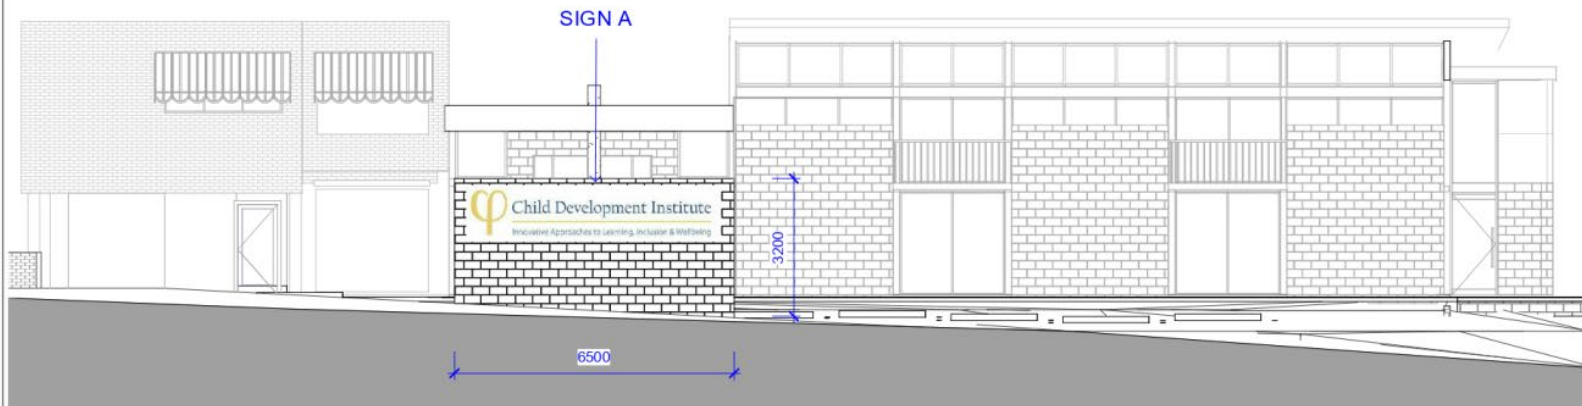 SIGN A
φ Child Development Institute
Innovative Approaches to Learning, Inclusion & Wellbeing
3200
6500